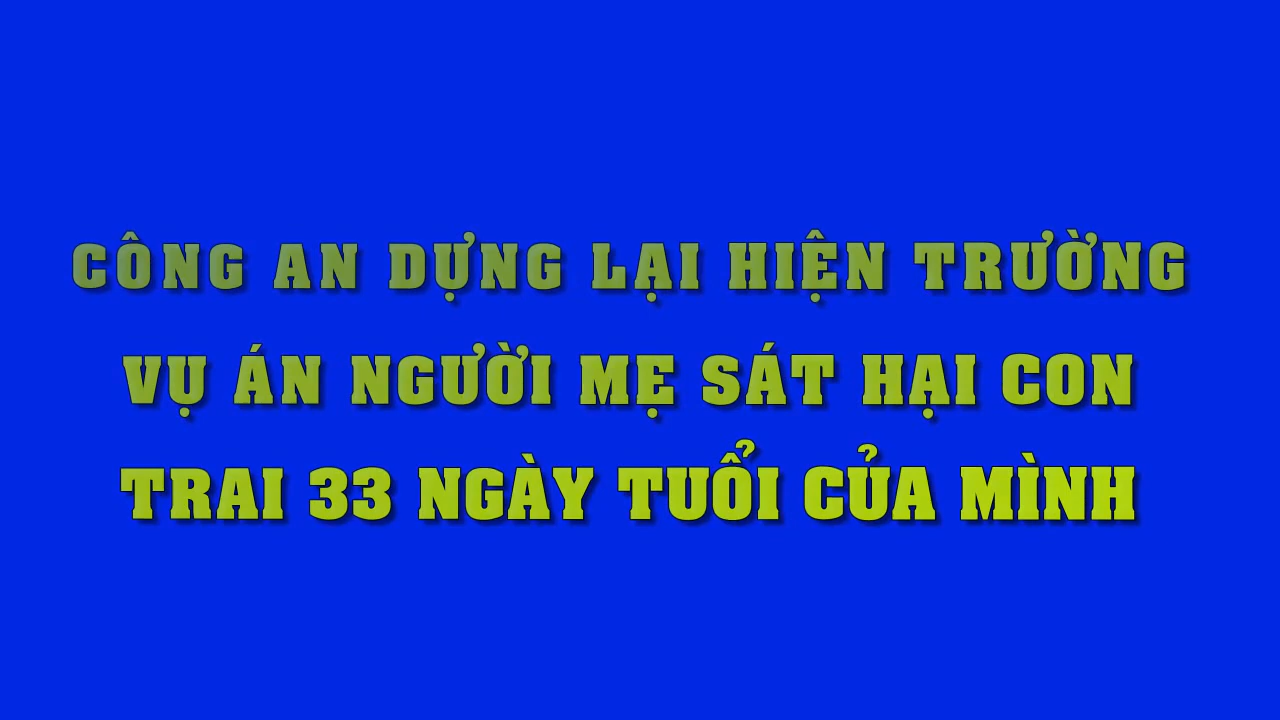 CÔNG AN DỰNG LẠI HIỆN TRƯỜNG
VỤ ÁN NGƯỜI MẸ SÁT HẠI CON
TRAI 33 NGÀY TUỔI CỦA MÌNH